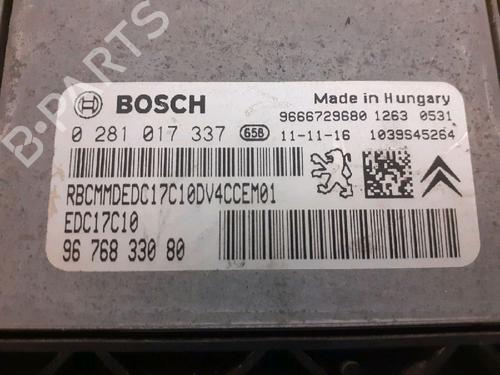 B-PARTS
BOSCH
Made in Hungary
9666729680 1263 0531
0 281 017 337 658 11-11-16 1039S45264
RBCMMDEDC17C10DV4CCEM01
EDC17C10
96 768 330 80